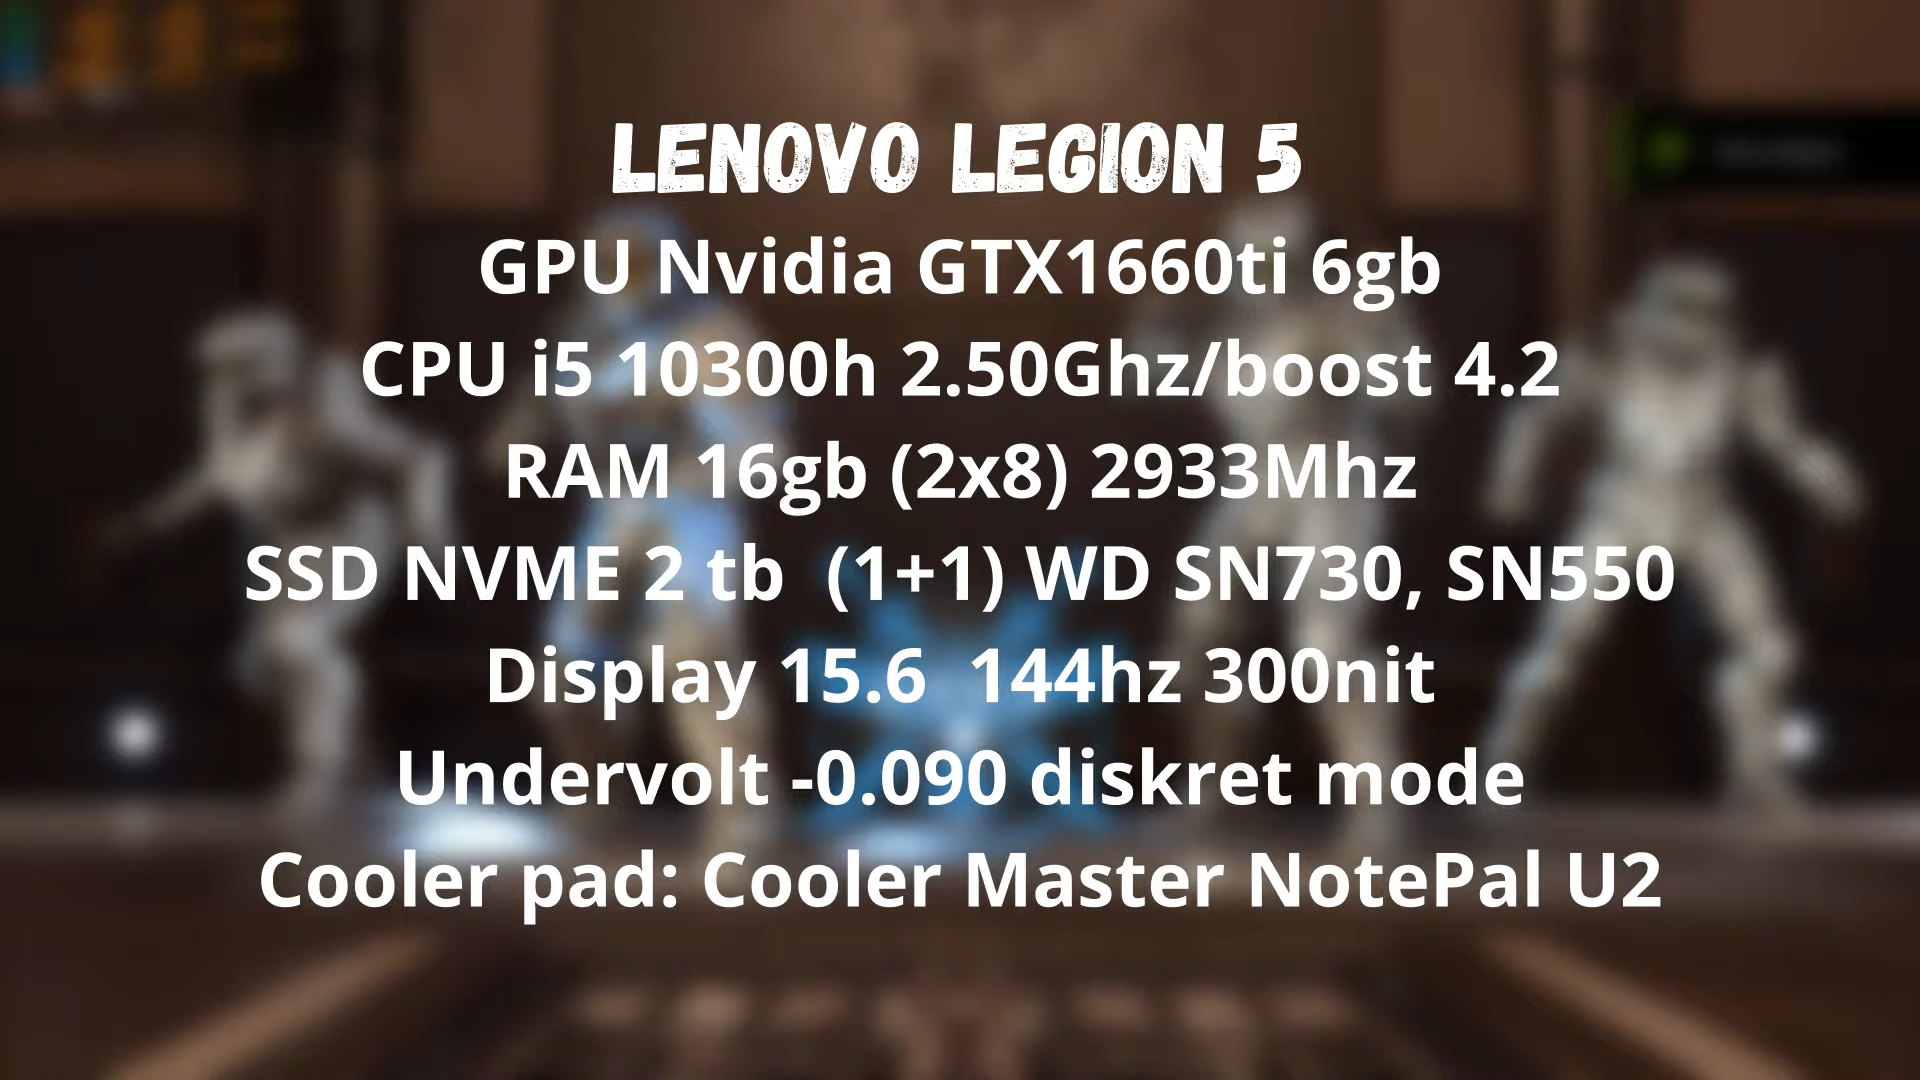 LENOVO LEGION 5
GPU Nvidia GTX1660ti 6gb
CPU i5 10300h 2.50Ghz/boost 4.2
RAM 16gb (2x8) 2933Mhz
SSD NVME 2 tb  (1+1) WD SN730, SN550
Display 15.6  144hz 300nit
Undervolt -0.090 diskret mode
Cooler pad: Cooler Master NotePal U2